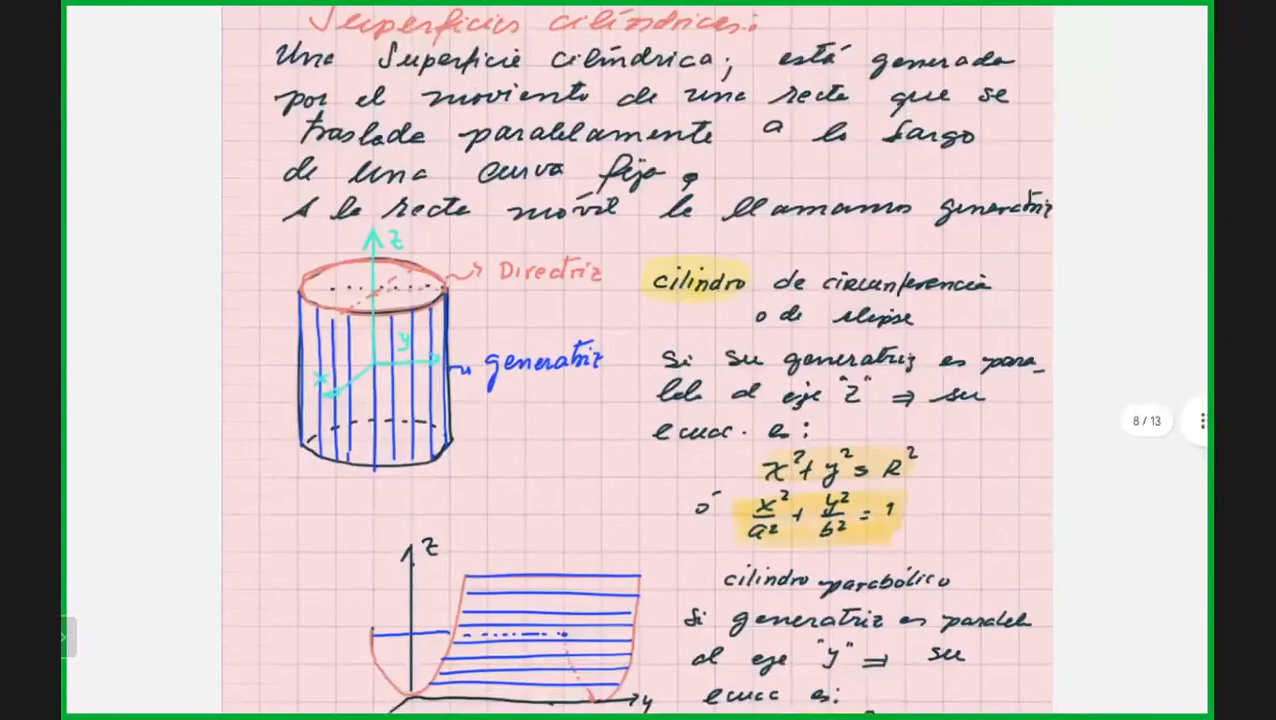 Superficies cilíndricas:
Una Superficie cilíndrica; está generada
por el moviento de una recta que se
traslada paralelamente a lo largo
de una curva fija,
A la recta móvil le llamamos generatriz
z
Directriz
y
x
generatriz
cilindro de circunferencia
o de elipse
Si su generatriz es para_
lela al eje "Z" ⇒ su
ecuac. es:
x² + y² = R²
ó x²/a² + y²/b² = 1
z
y
cilindro parabólico
Si generatriz es paralela
al eje "y" ⇒ su
ecuac es:
8 / 13